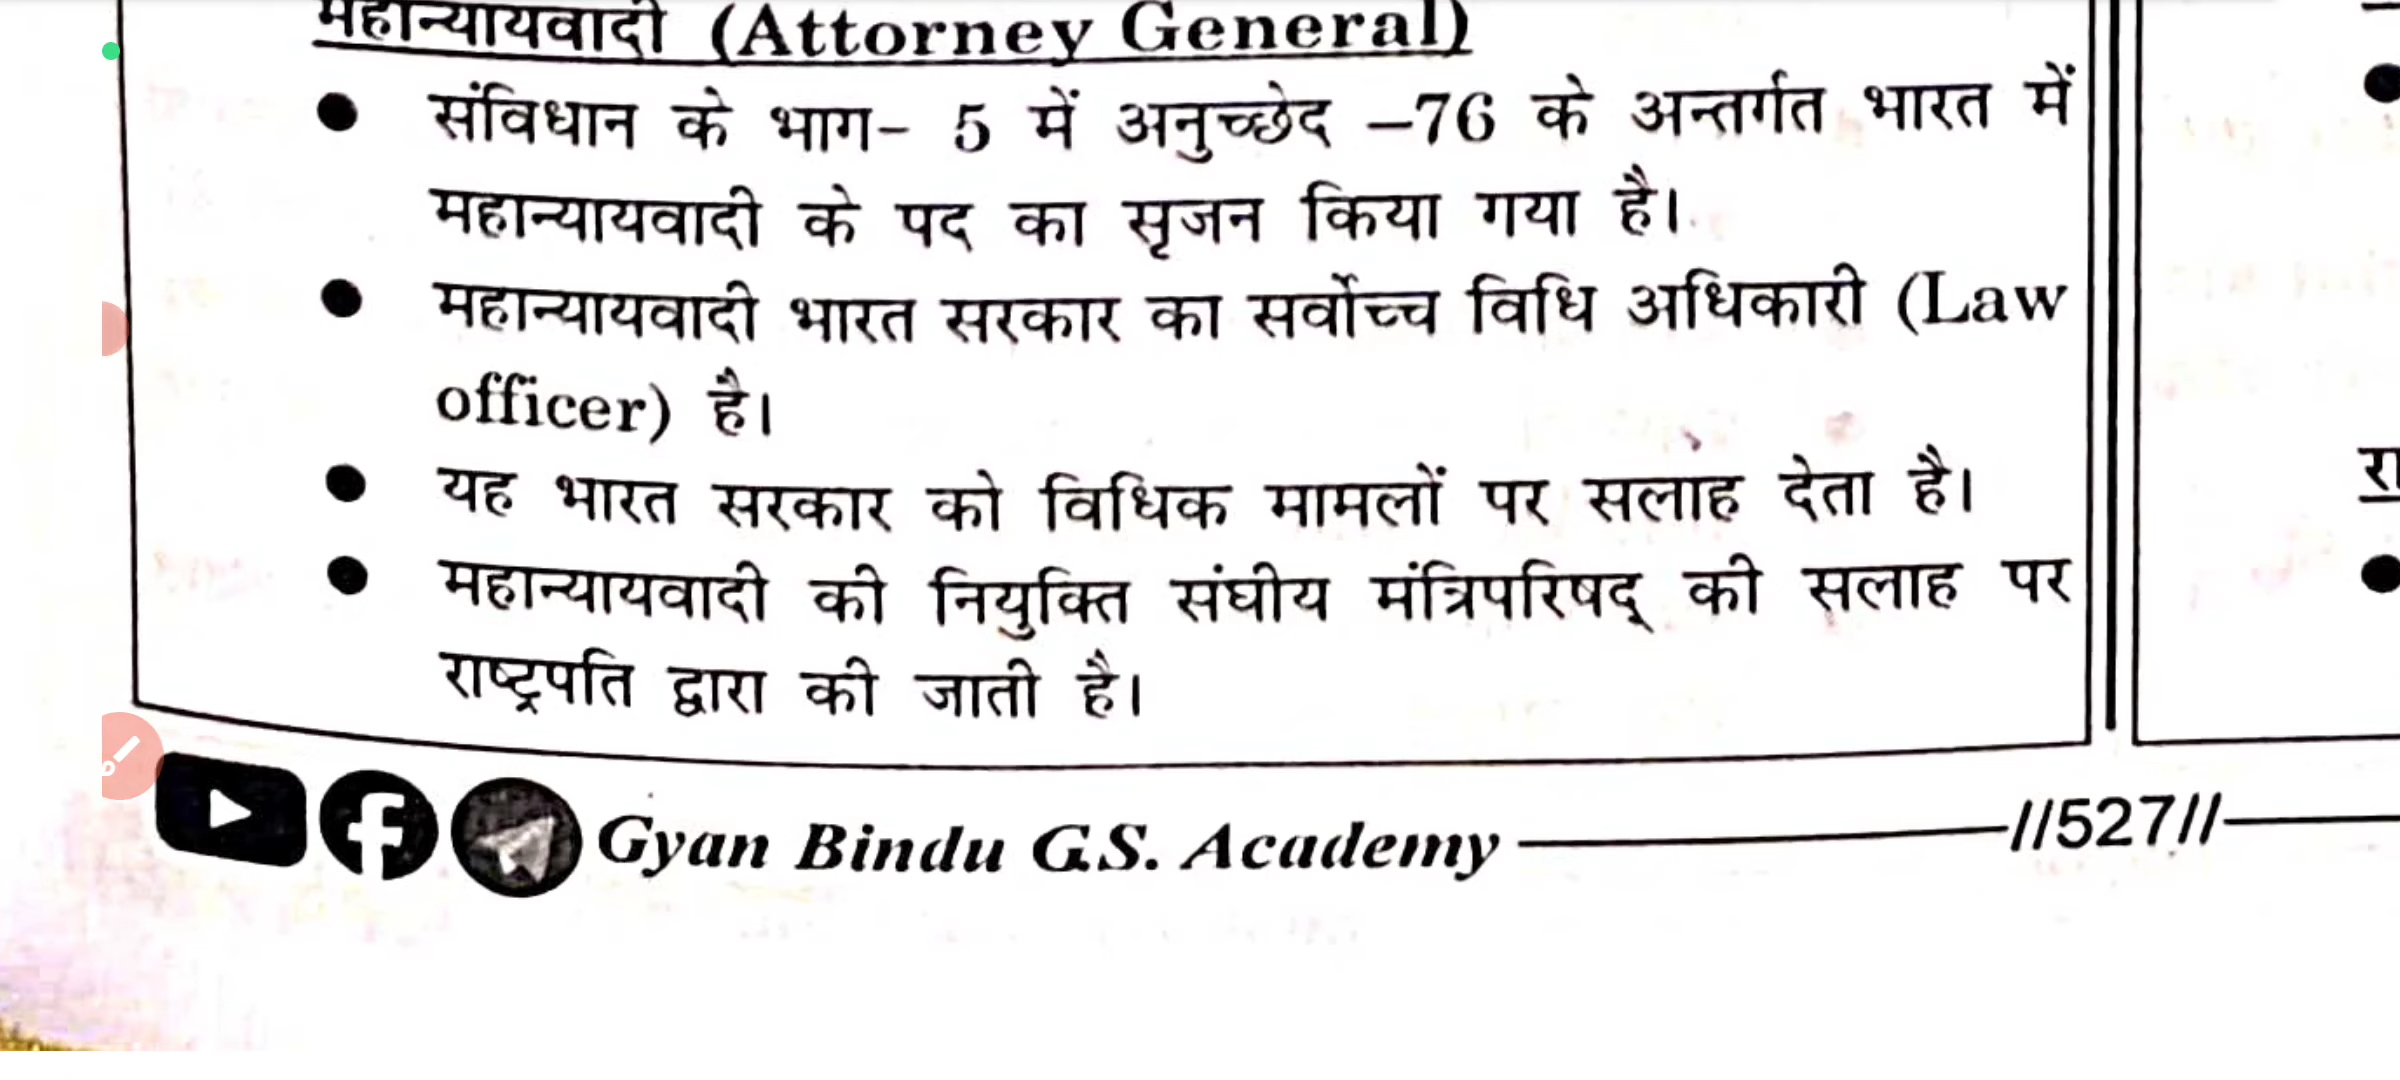 महान्यायवादी (Attorney General)
● संविधान के भाग- 5 में अनुच्छेद -76 के अन्तर्गत भारत में
महान्यायवादी के पद का सृजन किया गया है।
● महान्यायवादी भारत सरकार का सर्वोच्च विधि अधिकारी (Law
officer) है।
● यह भारत सरकार को विधिक मामलों पर सलाह देता है।
● महान्यायवादी की नियुक्ति संघीय मंत्रिपरिषद् की सलाह पर
राष्ट्रपति द्वारा की जाती है।
Gyan Bindu G.S. Academy
//527//